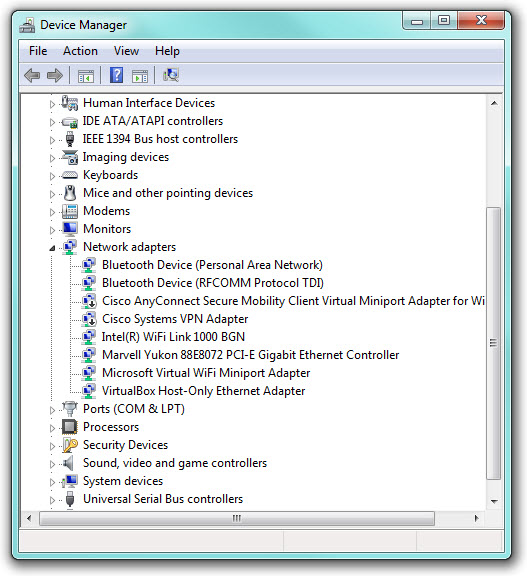 Device Manager
File Action View Help
Human Interface Devices
IDE ATA/ATAPI controllers
IEEE 1394 Bus host controllers
Imaging devices
Keyboards
Mice and other pointing devices
Modems
Monitors
Network adapters
Bluetooth Device (Personal Area Network)
Bluetooth Device (RFCOMM Protocol TDI)
Cisco AnyConnect Secure Mobility Client Virtual Miniport Adapter for Wi
Cisco Systems VPN Adapter
Intel(R) WiFi Link 1000 BGN
Marvell Yukon 88E8072 PCI-E Gigabit Ethernet Controller
Microsoft Virtual WiFi Miniport Adapter
VirtualBox Host-Only Ethernet Adapter
Ports (COM & LPT)
Processors
Security Devices
Sound, video and game controllers
System devices
Universal Serial Bus controllers